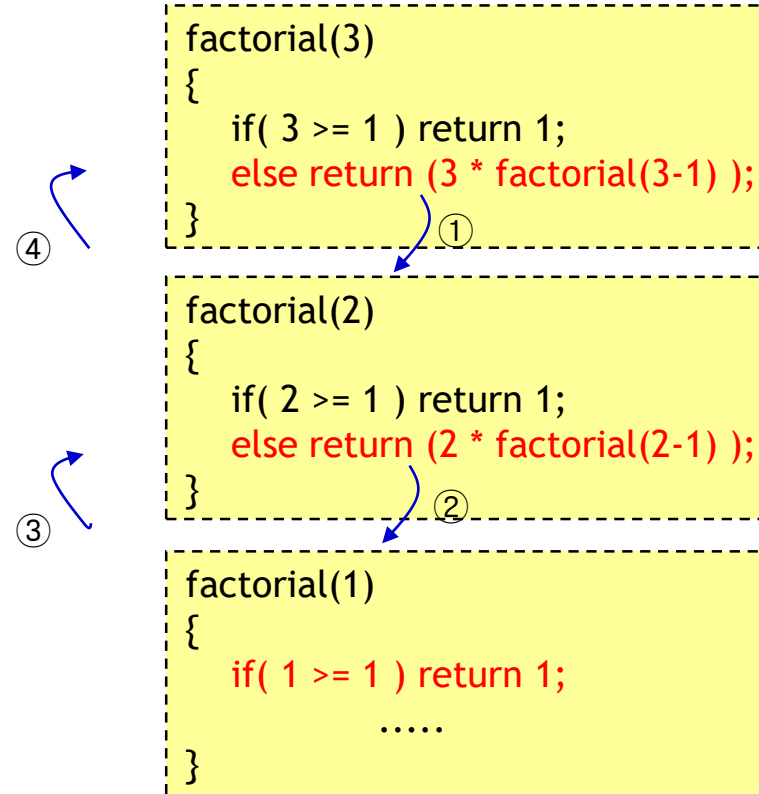 factorial(3)
{
if( 3 >= 1 ) return 1;
else return (3 * factorial(3-1) );
}
①
④
factorial(2)
{
if( 2 >= 1 ) return 1;
else return (2 * factorial(2-1) );
}
②
③
factorial(1)
{
if( 1 >= 1 ) return 1;
.....
}